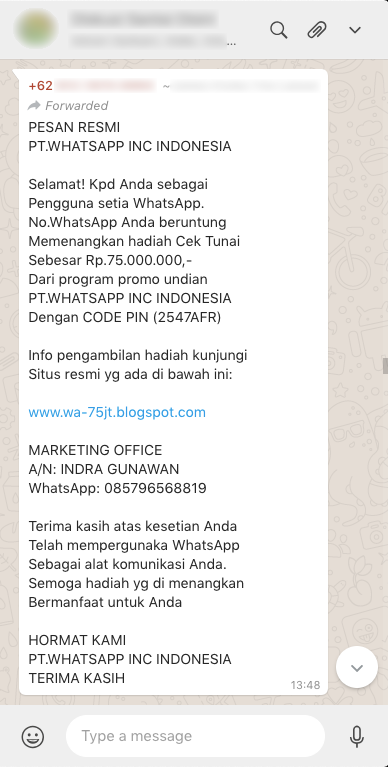 +62
~
Forwarded
PESAN RESMI
PT.WHATSAPP INC INDONESIA
Selamat! Kpd Anda sebagai
Pengguna setia WhatsApp.
No.WhatsApp Anda beruntung
Memenangkan hadiah Cek Tunai
Sebesar Rp.75.000.000,-
Dari program promo undian
PT.WHATSAPP INC INDONESIA
Dengan CODE PIN (2547AFR)
Info pengambilan hadiah kunjungi
Situs resmi yg ada di bawah ini:
www.wa-75jt.blogspot.com
MARKETING OFFICE
A/N: INDRA GUNAWAN
WhatsApp: 085796568819
Terima kasih atas kesetian Anda
Telah mempergunaka WhatsApp
Sebagai alat komunikasi Anda.
Semoga hadiah yg di menangkan
Bermanfaat untuk Anda
HORMAT KAMI
PT.WHATSAPP INC INDONESIA
TERIMA KASIH
13:48
Type a message